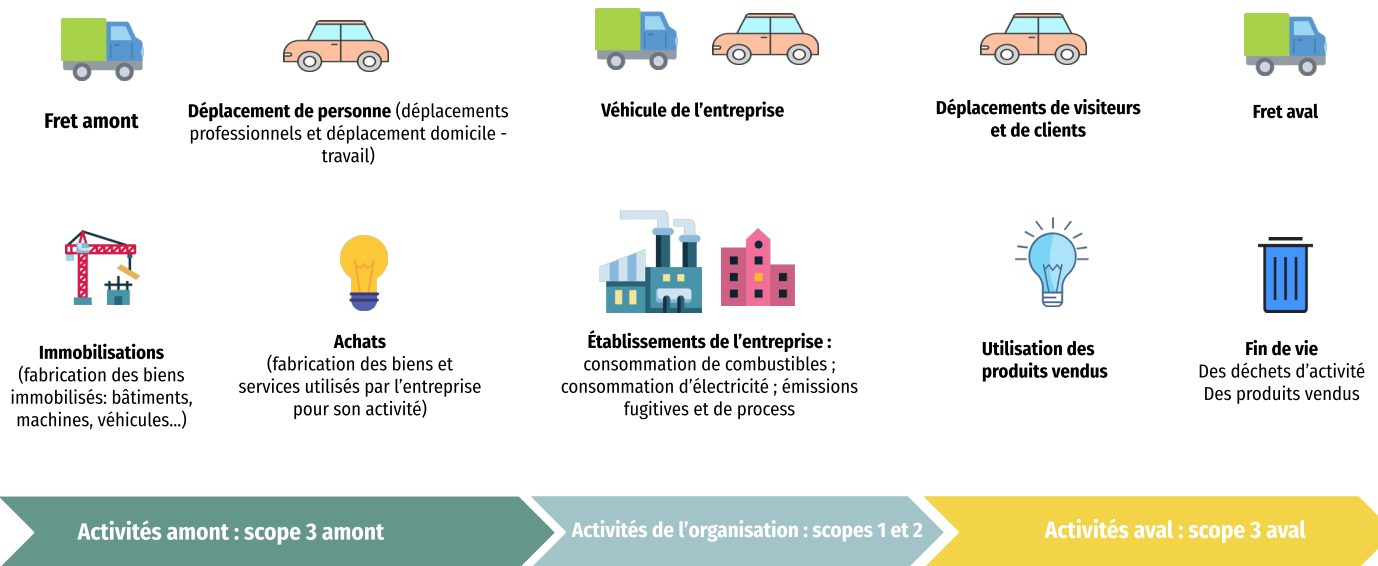 Fret amont
Déplacement de personne (déplacements
professionnels et déplacement domicile -
travail)
Véhicule de l'entreprise
Déplacements de visiteurs
et de clients
Fret aval
Immobilisations
(fabrication des biens
immobilisés: bâtiments,
machines, véhicules...)
Achats
(fabrication des biens et
services utilisés par l'entreprise
pour son activité)
Établissements de l'entreprise :
consommation de combustibles ;
consommation d'électricité ; émissions
fugitives et de process
Utilisation des
produits vendus
Fin de vie
Des déchets d'activité
Des produits vendus
Activités amont : scope 3 amont
Activités de l'organisation : scopes 1 et 2
Activités aval : scope 3 aval